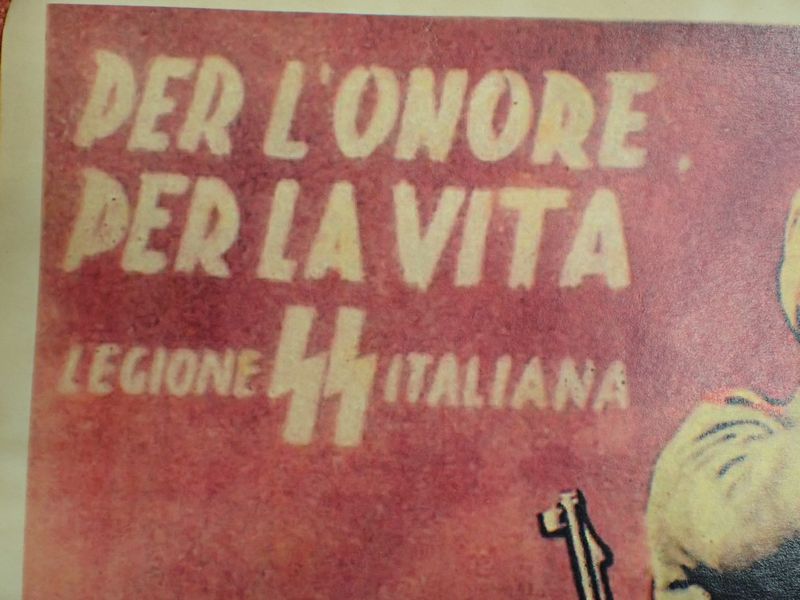 PER L'ONORE
PER LA VITA
LEGIONE SS ITALIANA